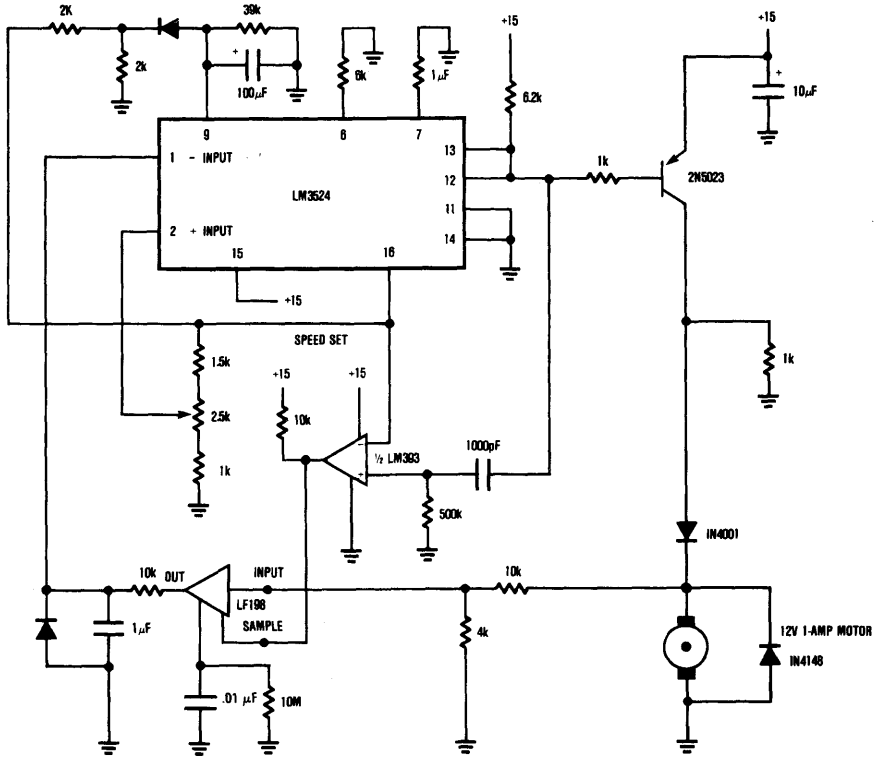 2K
39k
+15
+15
2k
+
100µF
6k
1µF
6.2k
+
10µF
9
6
7
1
- INPUT
13
12
1k
2N5023
LM3524
11
2
+ INPUT
15
16
14
+15
SPEED SET
1.5k
+15
+15
1k
2.5k
10k
1000pF
−
½ LM393
+
1k
500k
IN4001
10k
OUT
INPUT
10k
LF198
1µF
SAMPLE
4k
12V 1-AMP MOTOR
IN4148
.01 µF
10M